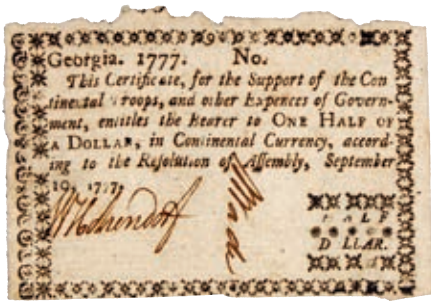 Georgia. 1777. No.
This Certificate, for the Support of the Con
tinental Troops, and other Expences of Govern-
ment, entitles the Bearer to ONE HALF OF
A DOLLAR, in Continental Currency, accord-
ing to the Resolution of Assembly, September
10, 1777.
HALF
DOLLAR.